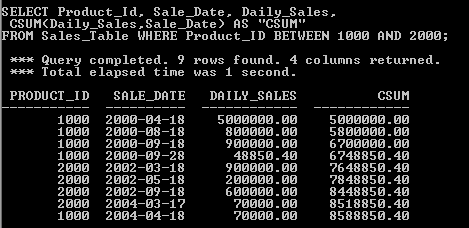 SELECT Product_Id, Sale_Date, Daily_Sales,
CSUM(Daily_Sales,Sale_Date) AS "CSUM"
FROM Sales_Table WHERE Product_ID BETWEEN 1000 AND 2000;
*** Query completed. 9 rows found. 4 columns returned.
*** Total elapsed time was 1 second.
PRODUCT_ID SALE_DATE DAILY_SALES CSUM
---------- --------- ----------- ----------
1000 2000-04-18 5000000.00 5000000.00
1000 2000-08-18 800000.00 5800000.00
1000 2000-09-18 900000.00 6700000.00
1000 2000-09-28 48850.40 6748850.40
2000 2002-03-18 900000.00 7648850.40
2000 2002-05-18 200000.00 7848850.40
2000 2002-09-18 600000.00 8448850.40
2000 2004-03-17 70000.00 8518850.40
1000 2004-04-18 70000.00 8588850.40